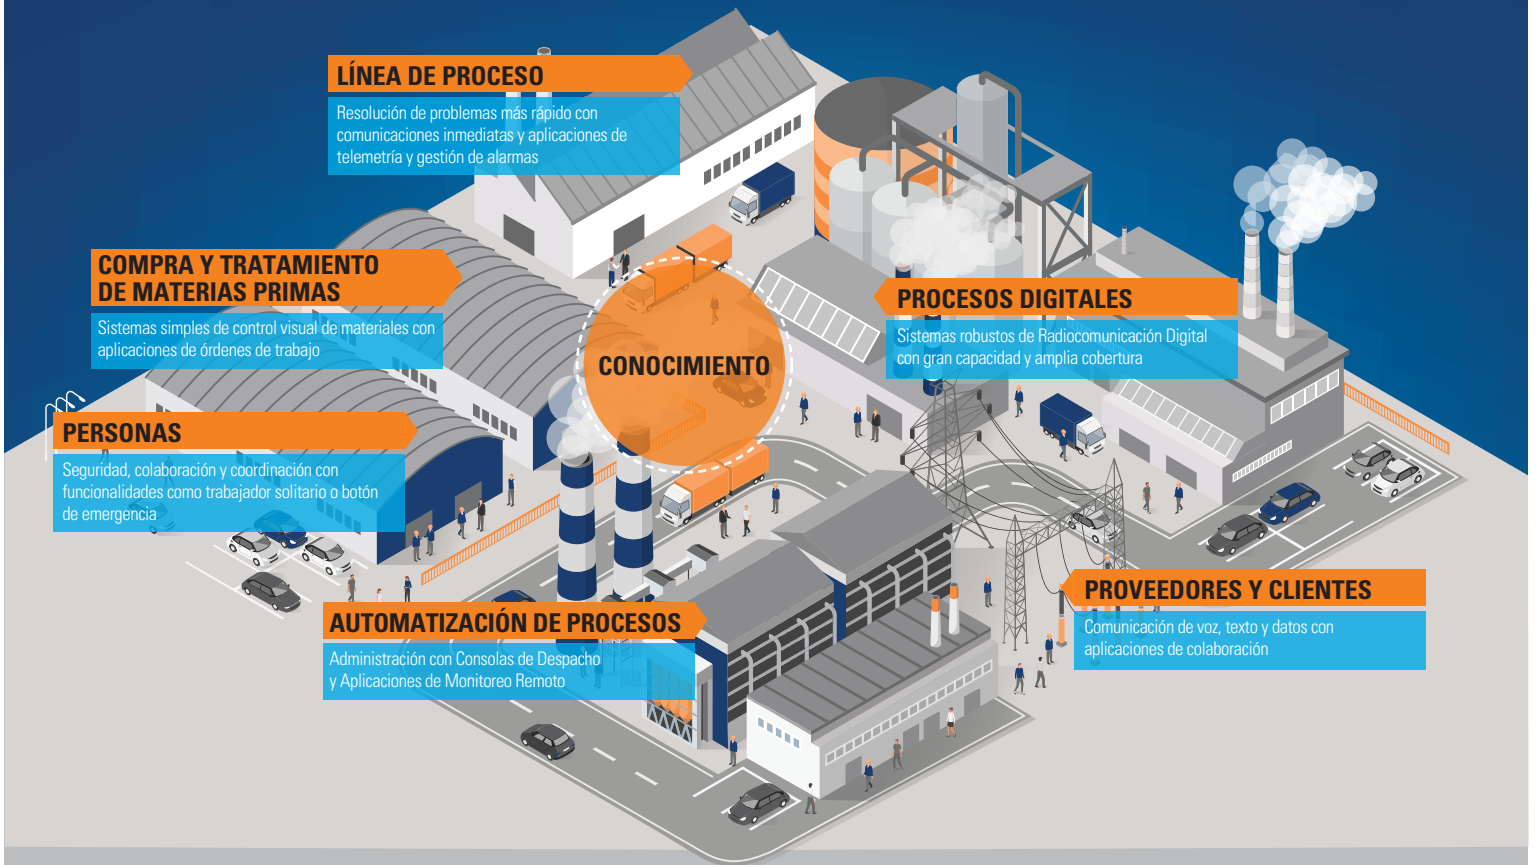 LÍNEA DE PROCESO
Resolución de problemas más rápido con
comunicaciones inmediatas y aplicaciones de
telemetría y gestión de alarmas
COMPRA Y TRATAMIENTO
DE MATERIAS PRIMAS
Sistemas simples de control visual de materiales con
aplicaciones de órdenes de trabajo
PROCESOS DIGITALES
Sistemas robustos de Radiocomunicación Digital
con gran capacidad y amplia cobertura
CONOCIMIENTO
PERSONAS
Seguridad, colaboración y coordinación con
funcionalidades como trabajador solitario o botón
de emergencia
AUTOMATIZACIÓN DE PROCESOS
Administración con Consolas de Despacho
y Aplicaciones de Monitoreo Remoto
PROVEEDORES Y CLIENTES
Comunicación de voz, texto y datos con
aplicaciones de colaboración